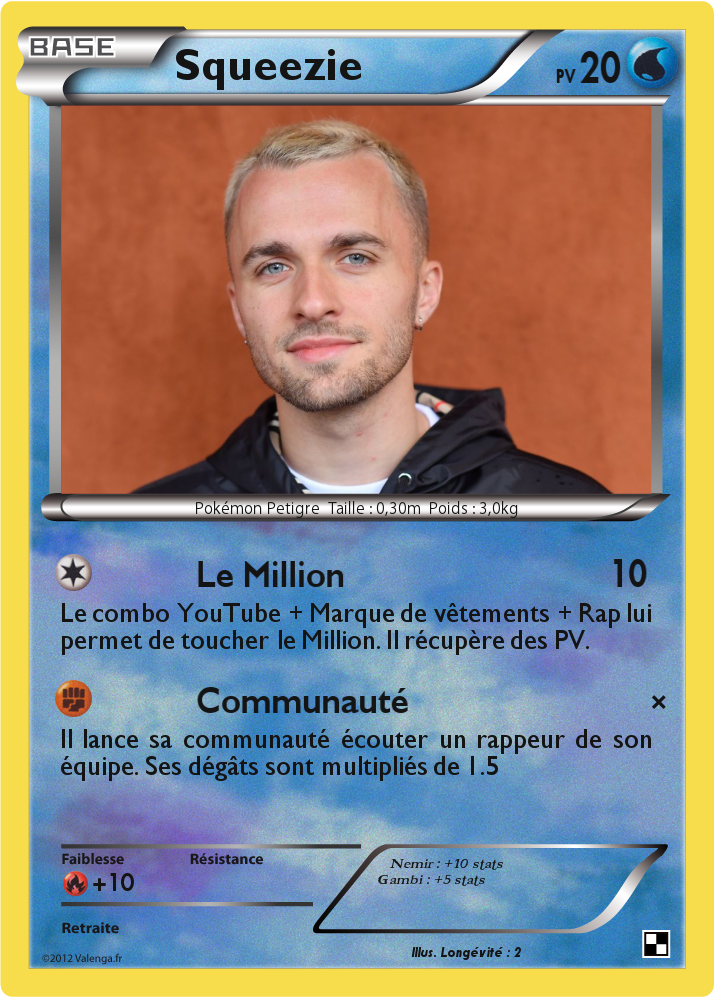 BASE
Squeezie
PV 20
Pokémon Petigre Taille : 0,30m Poids : 3,0kg
Le Million 10
Le combo YouTube + Marque de vêtements + Rap lui
permet de toucher le Million. Il récupère des PV.
Communauté ×
Il lance sa communauté écouter un rappeur de son
équipe. Ses dégâts sont multipliés de 1.5
Faiblesse Résistance
+10
Nemir : +10 stats
Gambi : +5 stats
Retraite
Illus. Longévité : 2
©2012 Valenga.fr